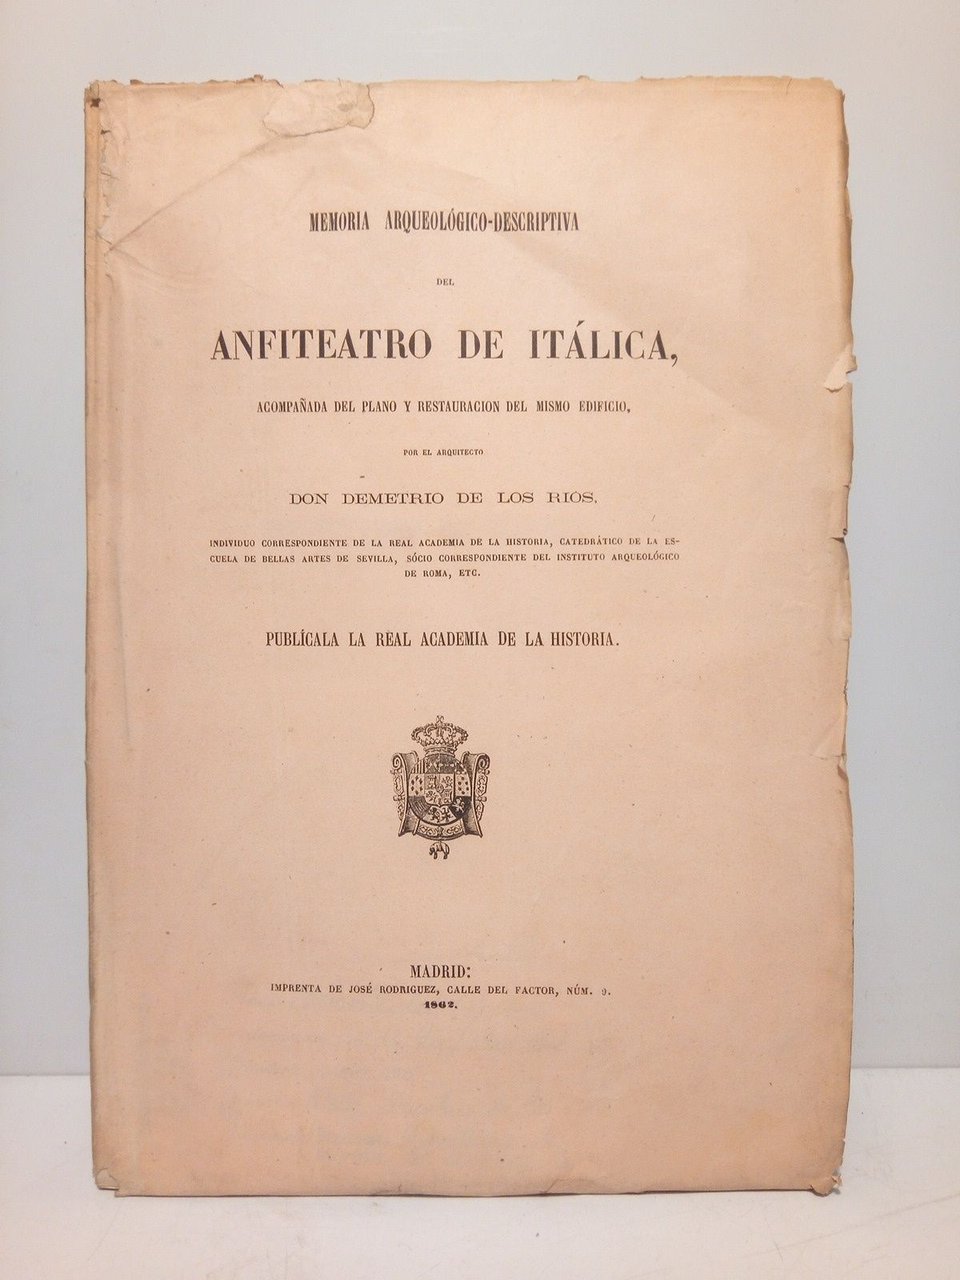 MEMORIA ARQUEOLÓGICO-DESCRIPTIVA
DEL
ANFITEATRO DE ITÁLICA,
ACOMPAÑADA DEL PLANO Y RESTAURACION DEL MISMO EDIFICIO,
POR EL ARQUITECTO
DON DEMETRIO DE LOS RIOS,
INDIVIDUO CORRESPONDIENTE DE LA REAL ACADEMIA DE LA HISTORIA, CATEDRÁTICO DE LA ES-
CUELA DE BELLAS ARTES DE SEVILLA, SÓCIO CORRESPONDIENTE DEL INSTITUTO ARQUEOLÓGICO
DE ROMA, ETC.
PUBLÍCALA LA REAL ACADEMIA DE LA HISTORIA.
MADRID:
IMPRENTA DE JOSÉ RODRIGUEZ, CALLE DEL FACTOR, NÚM. 9.
1862.